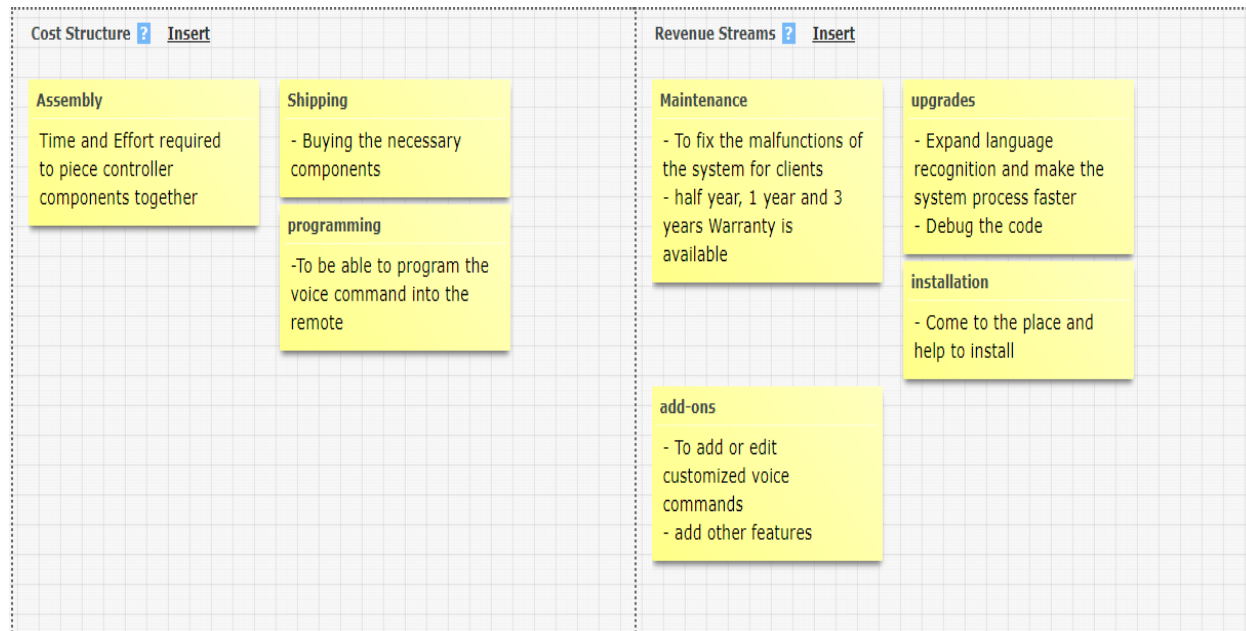 Cost Structure ? Insert
Assembly
Time and Effort required
to piece controller
components together
Shipping
- Buying the necessary
components
programming
-To be able to program the
voice command into the
remote
Revenue Streams ? Insert
Maintenance
- To fix the malfunctions of
the system for clients
- half year, 1 year and 3
years Warranty is
available
upgrades
- Expand language
recognition and make the
system process faster
- Debug the code
installation
- Come to the place and
help to install
add-ons
- To add or edit
customized voice
commands
- add other features